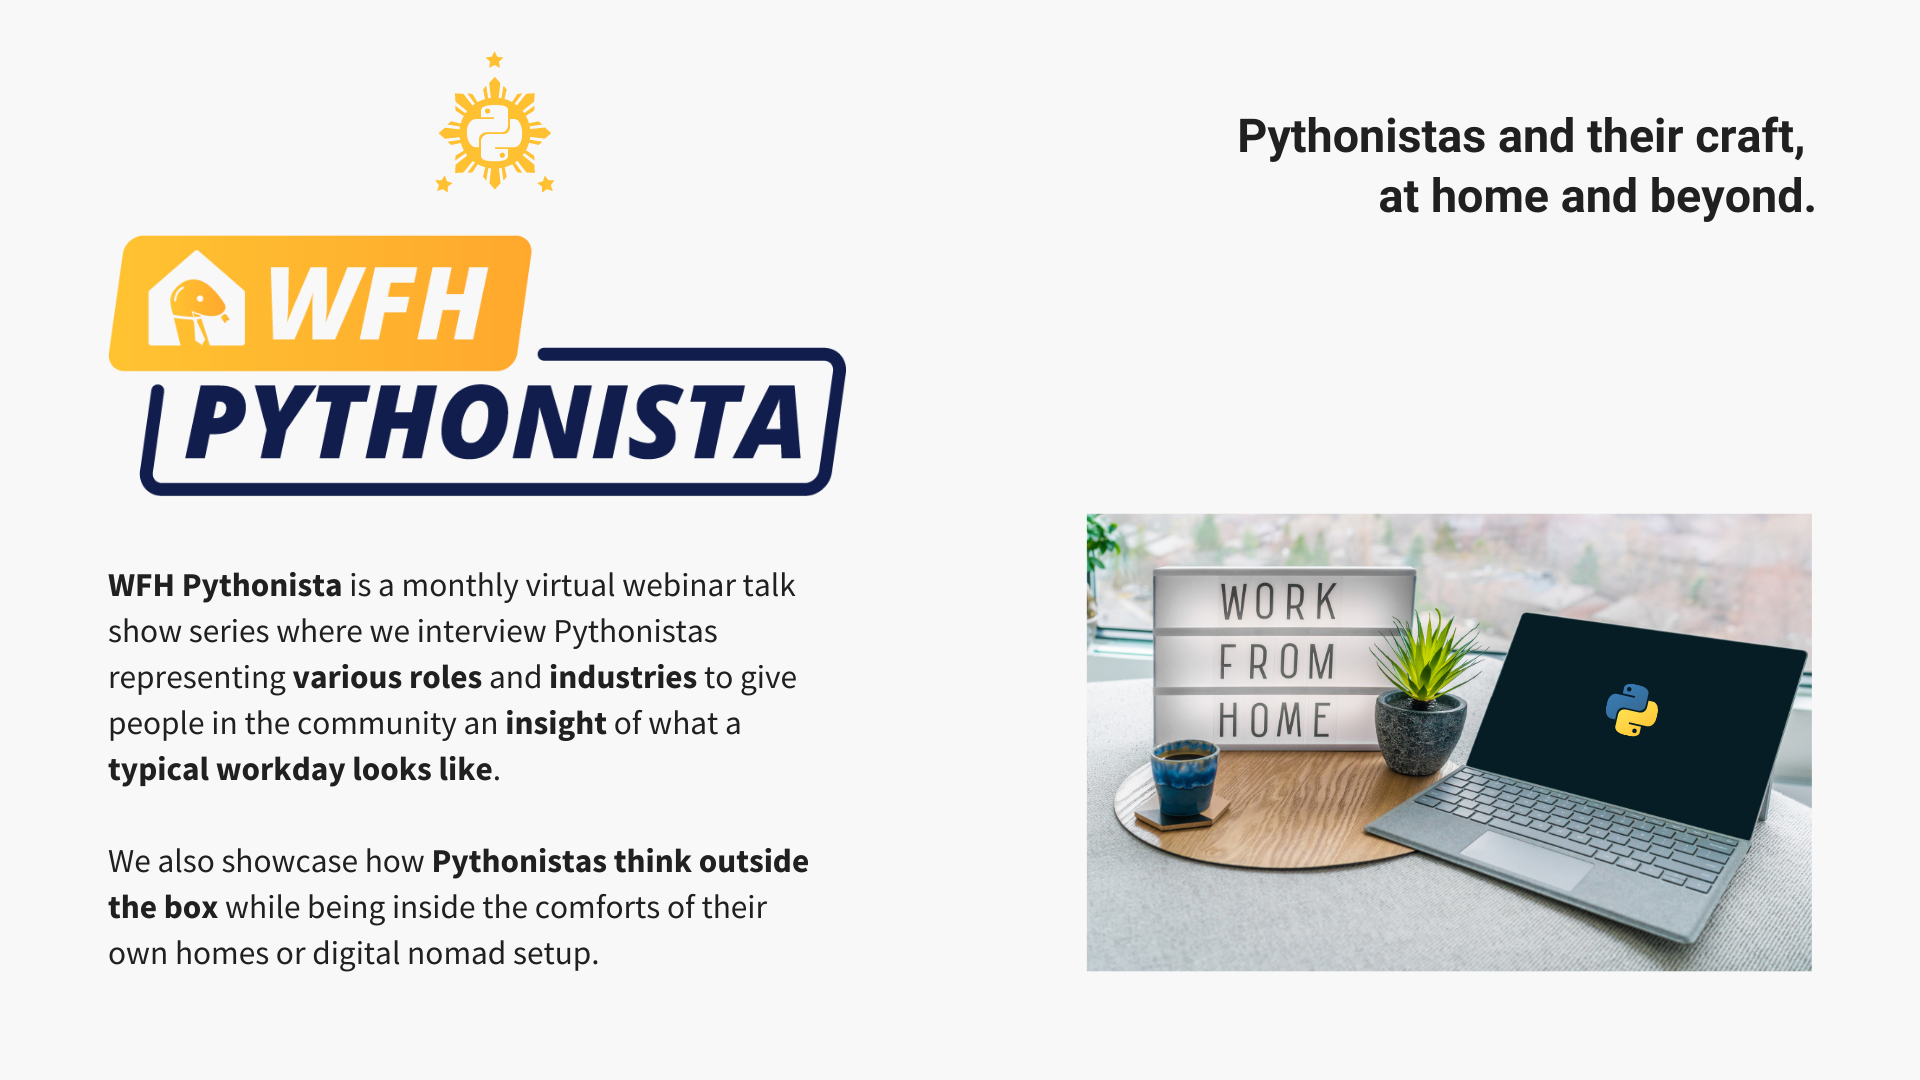 WFH
PYTHONISTA
WFH Pythonista is a monthly virtual webinar talk
show series where we interview Pythonistas
representing various roles and industries to give
people in the community an insight of what a
typical workday looks like.
We also showcase how Pythonistas think outside
the box while being inside the comforts of their
own homes or digital nomad setup.
Pythonistas and their craft,
at home and beyond.
WORK
FROM
HOME